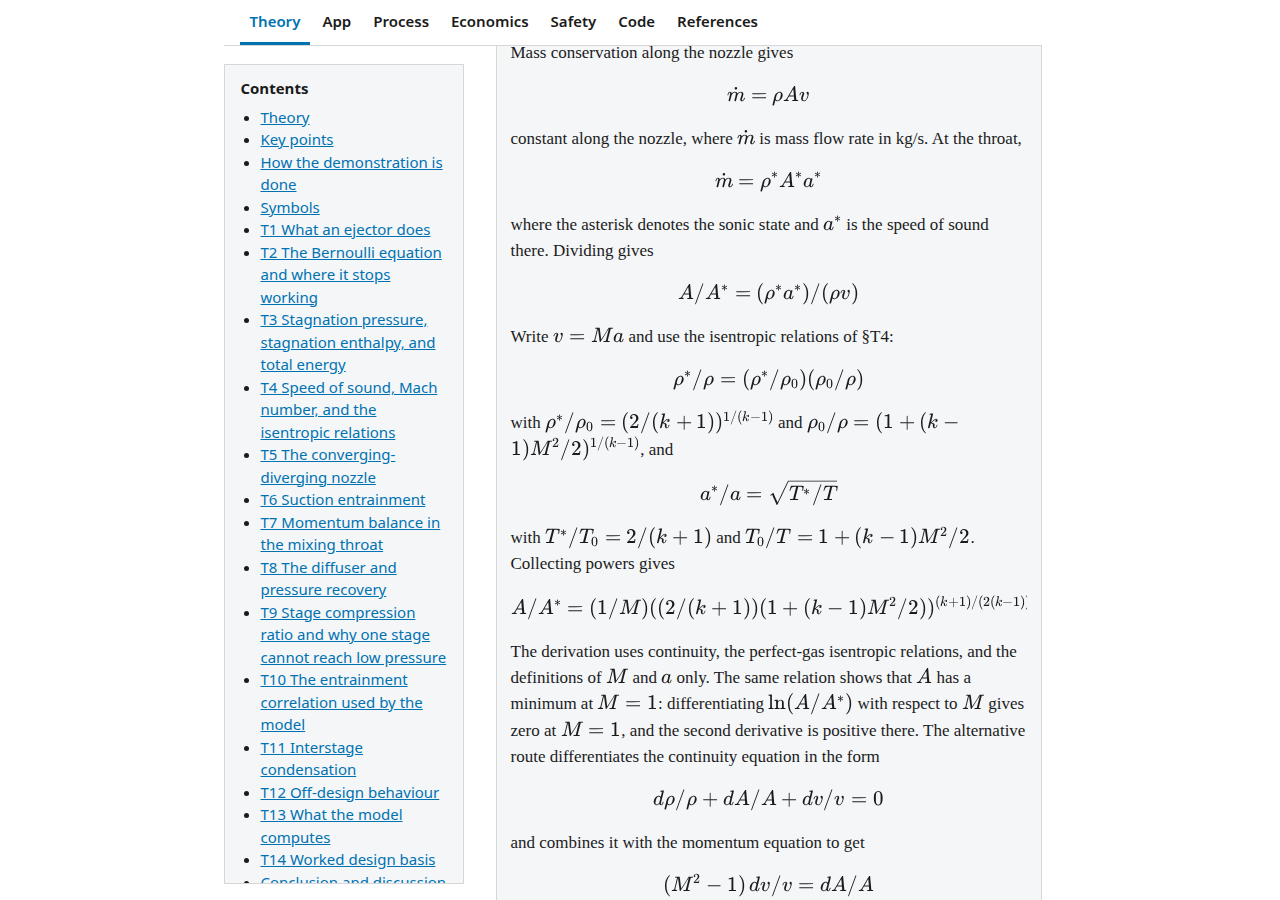 Theory App Process Economics Safety Code References
Contents
Theory
Key points
How the demonstration is
done
Symbols
T1 What an ejector does
T2 The Bernoulli equation
and where it stops
working
T3 Stagnation pressure,
stagnation enthalpy, and
total energy
T4 Speed of sound, Mach
number, and the
isentropic relations
T5 The converging-
diverging nozzle
T6 Suction entrainment
T7 Momentum balance in
the mixing throat
T8 The diffuser and
pressure recovery
T9 Stage compression
ratio and why one stage
cannot reach low pressure
T10 The entrainment
correlation used by the
model
T11 Interstage
condensation
T12 Off-design behaviour
T13 What the model
computes
T14 Worked design basis
Conclusion and discussion
Mass conservation along the nozzle gives
ṁ = ρAv
constant along the nozzle, where ṁ is mass flow rate in kg/s. At the throat,
ṁ = ρ*A*a*
where the asterisk denotes the sonic state and a* is the speed of sound
there. Dividing gives
A/A* = (ρ*a*)/(ρv)
Write v = Ma and use the isentropic relations of §T4:
ρ*/ρ = (ρ*/ρ₀)(ρ₀/ρ)
with ρ*/ρ₀ = (2/(k + 1))^{1/(k−1)} and ρ₀/ρ = (1 + (k −
1)M²/2)^{1/(k−1)}, and
a*/a = √(T*/T)
with T*/T₀ = 2/(k + 1) and T₀/T = 1 + (k − 1)M²/2.
Collecting powers gives
A/A* = (1/M)((2/(k + 1))(1 + (k − 1)M²/2))^{(k+1)/(2(k−1)}
The derivation uses continuity, the perfect-gas isentropic relations, and the
definitions of M and a only. The same relation shows that A has a
minimum at M = 1: differentiating ln(A/A*) with respect to M gives
zero at M = 1, and the second derivative is positive there. The alternative
route differentiates the continuity equation in the form
dρ/ρ + dA/A + dv/v = 0
and combines it with the momentum equation to get
(M² − 1) dv/v = dA/A